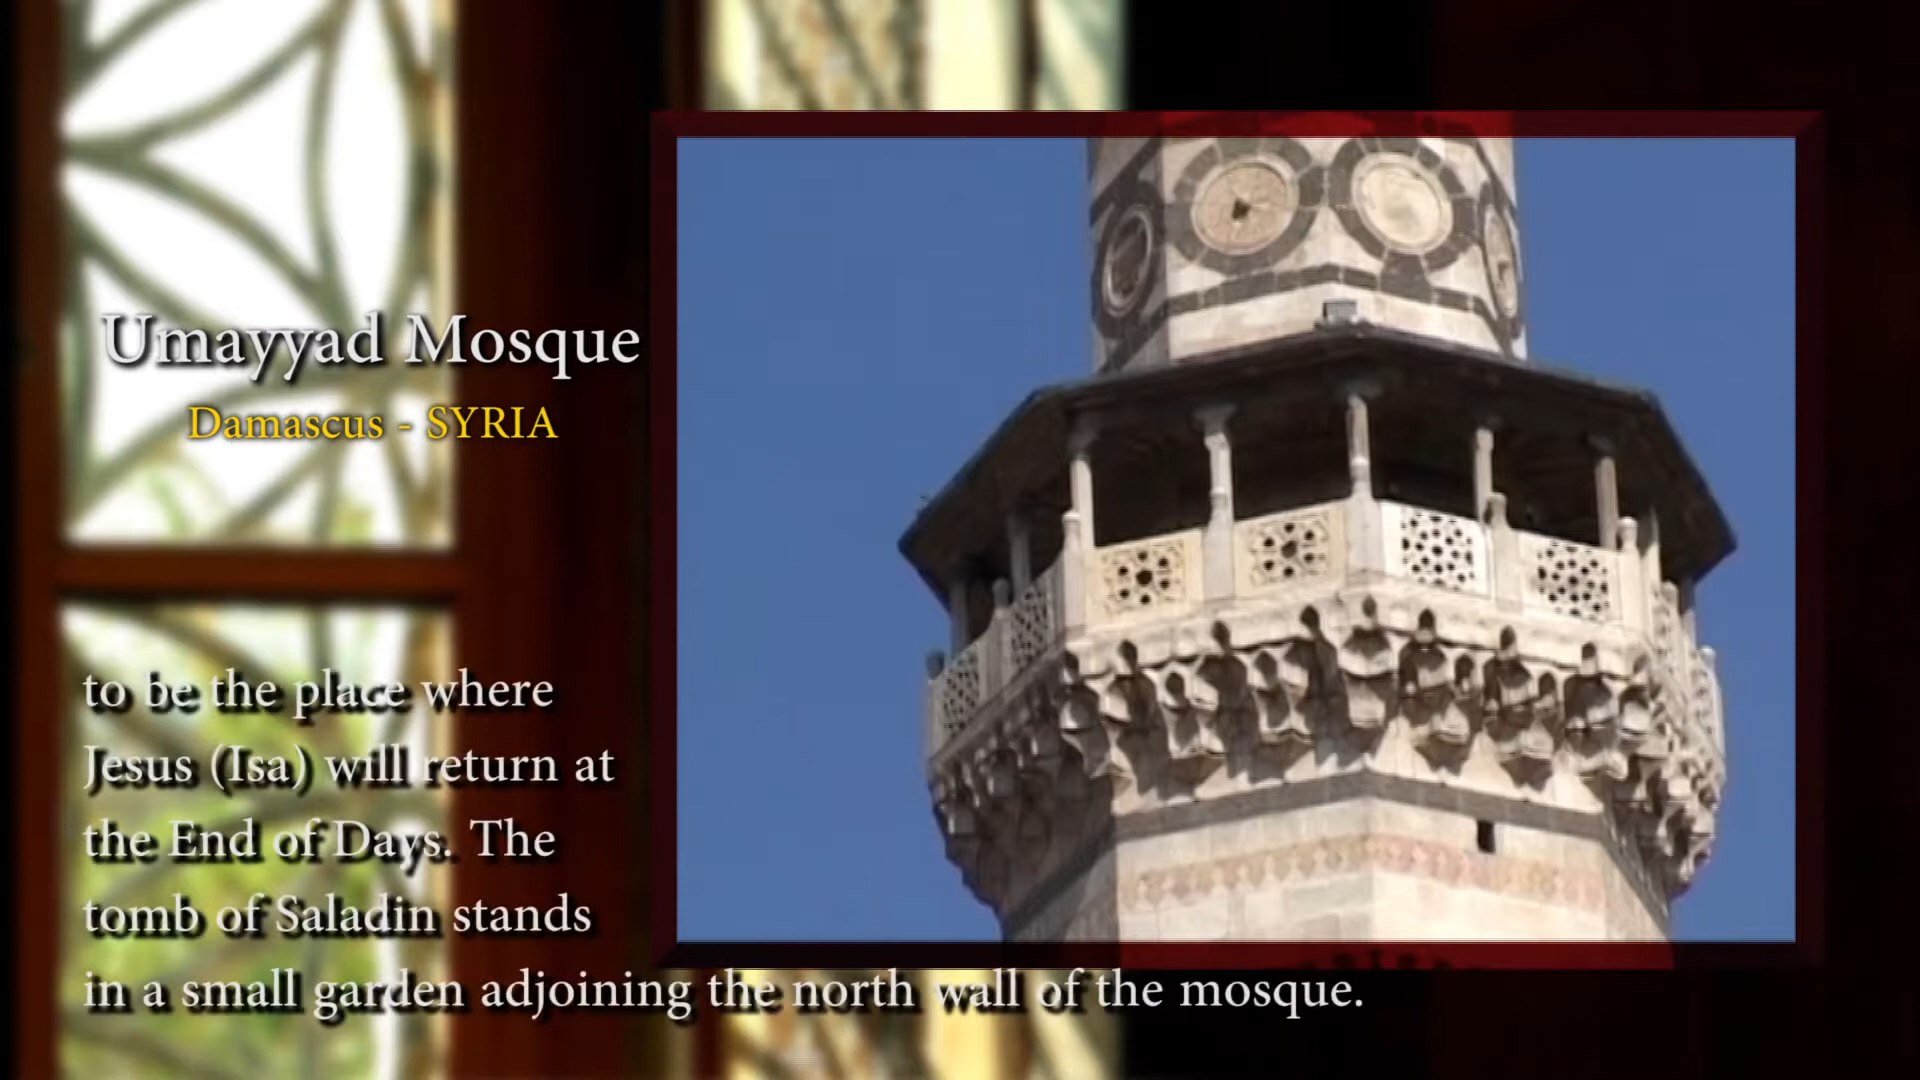 Umayyad Mosque
Damascus - SYRIA
to be the place where
Jesus (Isa) will return at
the End of Days. The
tomb of Saladin stands
in a small garden adjoining the north wall of the mosque.